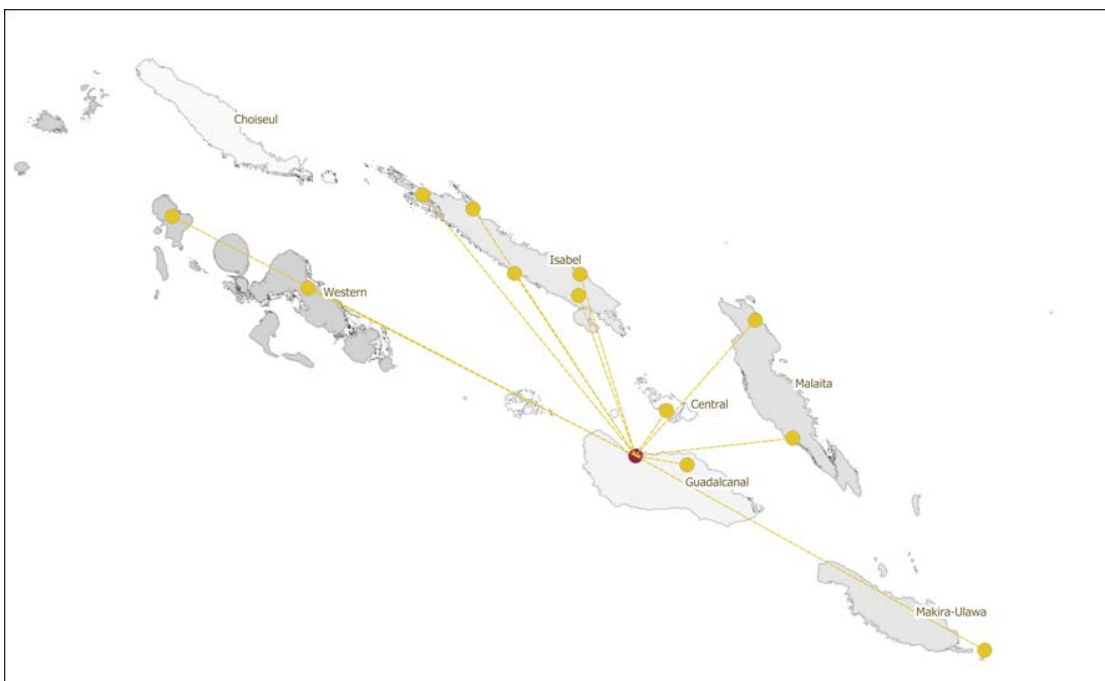 Choiseul
Isabel
Western
Malaita
Central
Guadalcanal
Makira-Ulawa